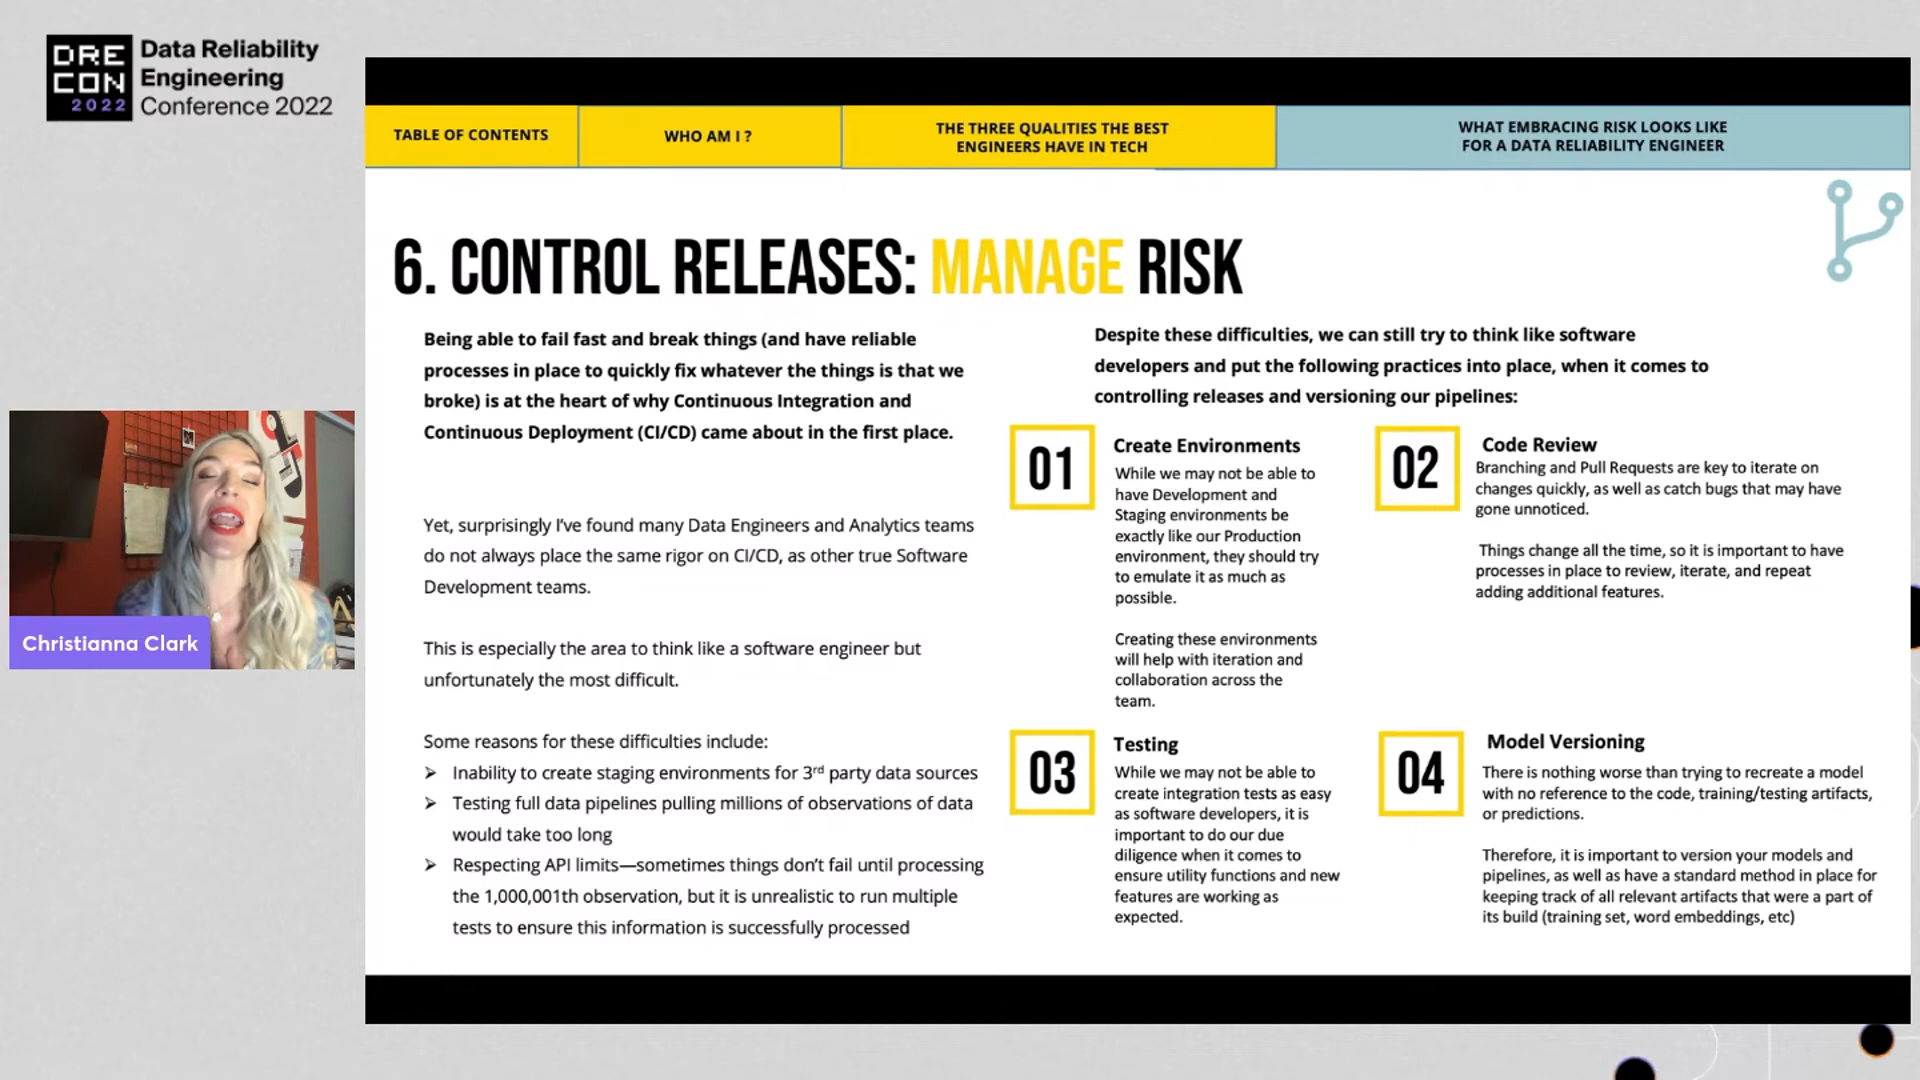 DRE
CON
2022
Data Reliability
Engineering
Conference 2022
TABLE OF CONTENTS
WHO AM I ?
THE THREE QUALITIES THE BEST
ENGINEERS HAVE IN TECH
WHAT EMBRACING RISK LOOKS LIKE
FOR A DATA RELIABILITY ENGINEER
6. CONTROL RELEASES: MANAGE RISK
Being able to fail fast and break things (and have reliable
processes in place to quickly fix whatever the things is that we
broke) is at the heart of why Continuous Integration and
Continuous Deployment (CI/CD) came about in the first place.
Yet, surprisingly I've found many Data Engineers and Analytics teams
do not always place the same rigor on CI/CD, as other true Software
Development teams.
This is especially the area to think like a software engineer but
unfortunately the most difficult.
Some reasons for these difficulties include:
➢ Inability to create staging environments for 3rd party data sources
➢ Testing full data pipelines pulling millions of observations of data
would take too long
➢ Respecting API limits—sometimes things don't fail until processing
the 1,000,001th observation, but it is unrealistic to run multiple
tests to ensure this information is successfully processed
Despite these difficulties, we can still try to think like software
developers and put the following practices into place, when it comes to
controlling releases and versioning our pipelines:
01
Create Environments
While we may not be able to
have Development and
Staging environments be
exactly like our Production
environment, they should try
to emulate it as much as
possible.
Creating these environments
will help with iteration and
collaboration across the
team.
02
Code Review
Branching and Pull Requests are key to iterate on
changes quickly, as well as catch bugs that may have
gone unnoticed.
Things change all the time, so it is important to have
processes in place to review, iterate, and repeat
adding additional features.
03
Testing
While we may not be able to
create integration tests as easy
as software developers, it is
important to do our due
diligence when it comes to
ensure utility functions and new
features are working as
expected.
04
Model Versioning
There is nothing worse than trying to recreate a model
with no reference to the code, training/testing artifacts,
or predictions.
Therefore, it is important to version your models and
pipelines, as well as have a standard method in place for
keeping track of all relevant artifacts that were a part of
its build (training set, word embeddings, etc)
Christianna Clark